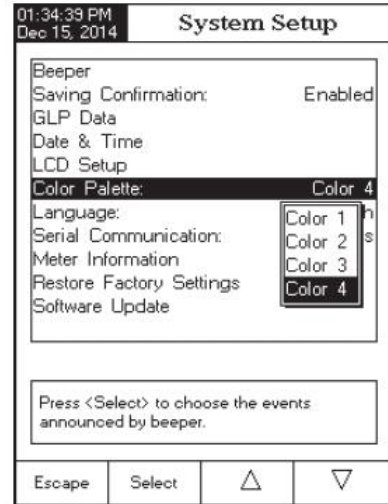 01:34:39 PM
Dec 15, 2014
System Setup
Beeper
Saving Confirmation: Enabled
GLP Data
Date & Time
LCD Setup
Color Palette: Color 4
Language: h
Serial Communication: s
Meter Information
Restore Factory Settings
Software Update
Color 1
Color 2
Color 3
Color 4
Press <Select> to choose the events
announced by beeper.
Escape Select △ ▽